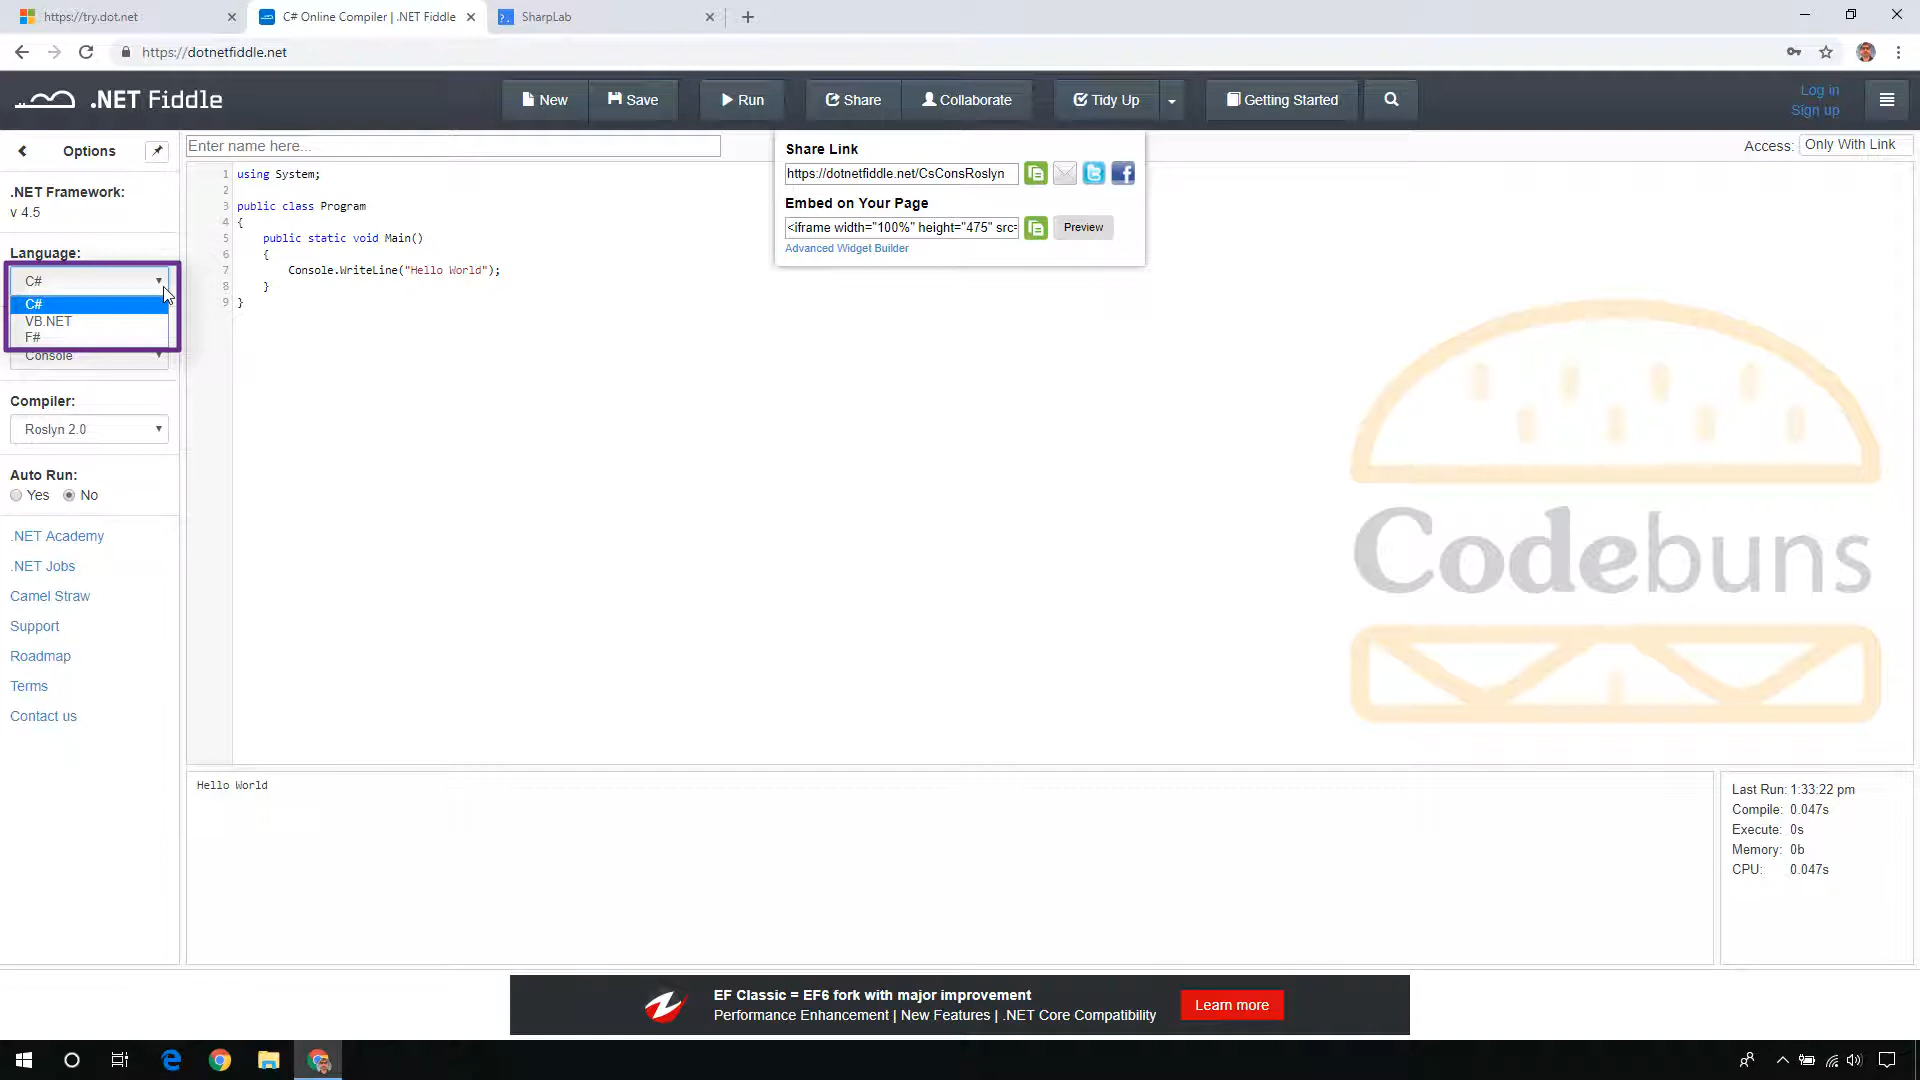 https://try.dot.net
C# Online Compiler | .NET Fiddle
SharpLab
https://dotnetfiddle.net
.NET Fiddle
New
Save
Run
Share
Collaborate
Tidy Up
Getting Started
Log in
Sign up
Options
Enter name here...
Access: Only With Link
Share Link
https://dotnetfiddle.net/CsConsRoslyn
Embed on Your Page
<iframe width="100%" height="475" src=
Preview
Advanced Widget Builder
.NET Framework:
v 4.5
Language:
C#
C#
VB.NET
F#
Console
Compiler:
Roslyn 2.0
Auto Run:
Yes No
.NET Academy
.NET Jobs
Camel Straw
Support
Roadmap
Terms
Contact us
1 using System;
2
3 public class Program
4 {
5 public static void Main()
6 {
7 Console.WriteLine("Hello World");
8 }
9 }
Codebuns
Hello World
Last Run: 1:33:22 pm
Compile: 0.047s
Execute: 0s
Memory: 0b
CPU: 0.047s
EF Classic = EF6 fork with major improvement
Performance Enhancement | New Features | .NET Core Compatibility
Learn more